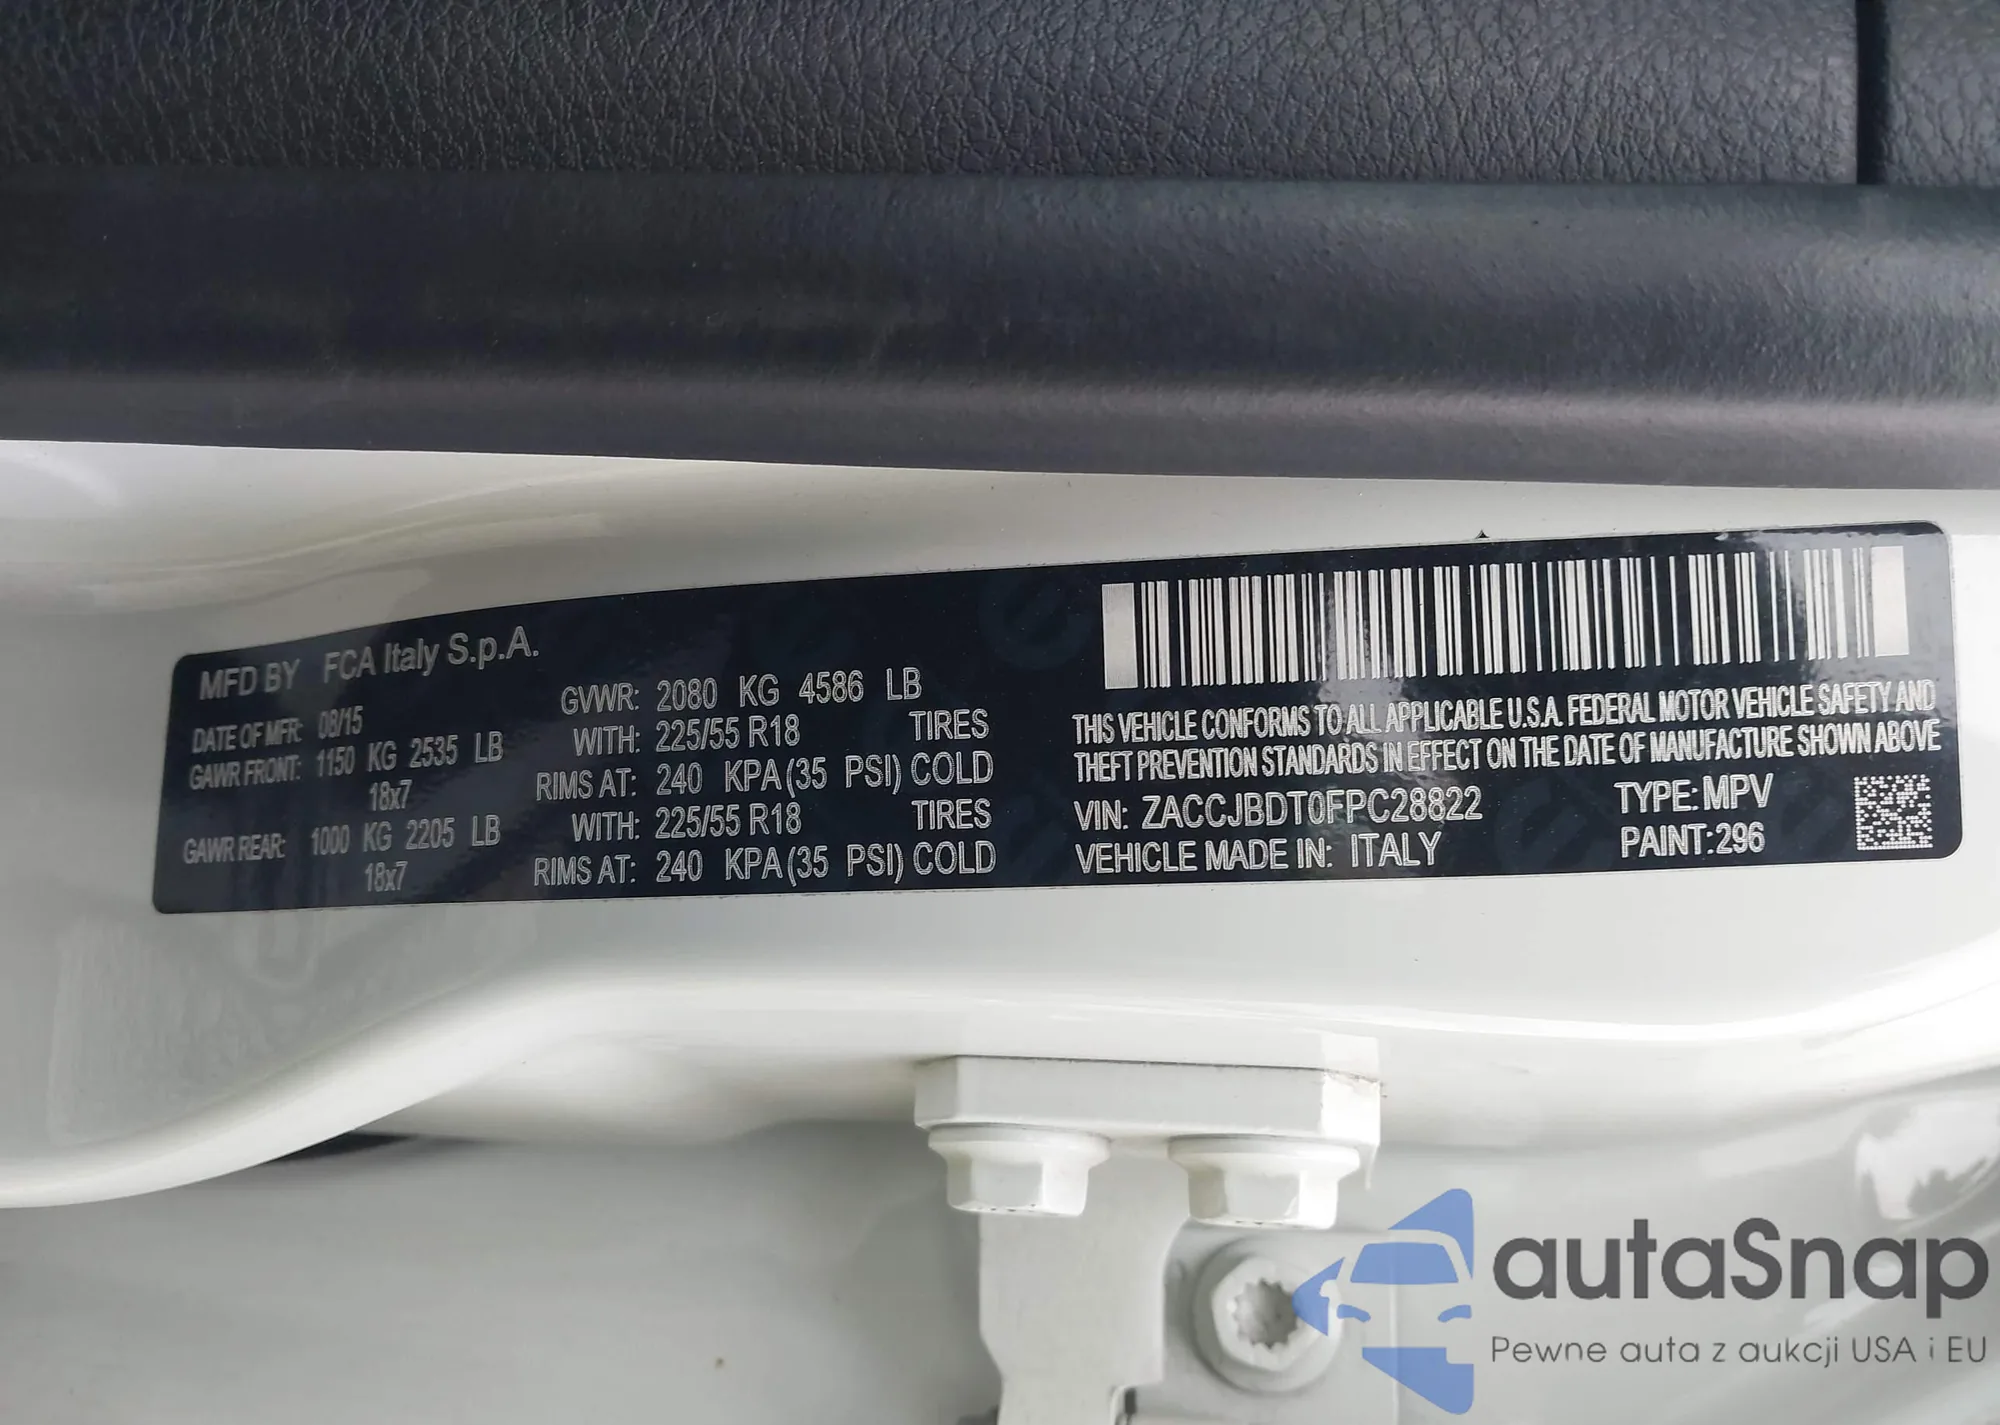 MFD BY FCA Italy S.p.A.
DATE OF MFR: 08/15
GAWR FRONT: 1150 KG 2535 LB
18x7
GAWR REAR: 1000 KG 2205 LB
18x7
GVWR: 2080 KG 4586 LB
WITH: 225/55 R18 TIRES
RIMS AT: 240 KPA(35 PSI) COLD
WITH: 225/55 R18 TIRES
RIMS AT: 240 KPA(35 PSI) COLD
THIS VEHICLE CONFORMS TO ALL APPLICABLE U.S.A. FEDERAL MOTOR VEHICLE SAFETY AND
THEFT PREVENTION STANDARDS IN EFFECT ON THE DATE OF MANUFACTURE SHOWN ABOVE
VIN: ZACCJBDT0FPC28822 TYPE: MPV
VEHICLE MADE IN: ITALY PAINT: 296
autaSnap
Pewne auta z aukcji USA i EU